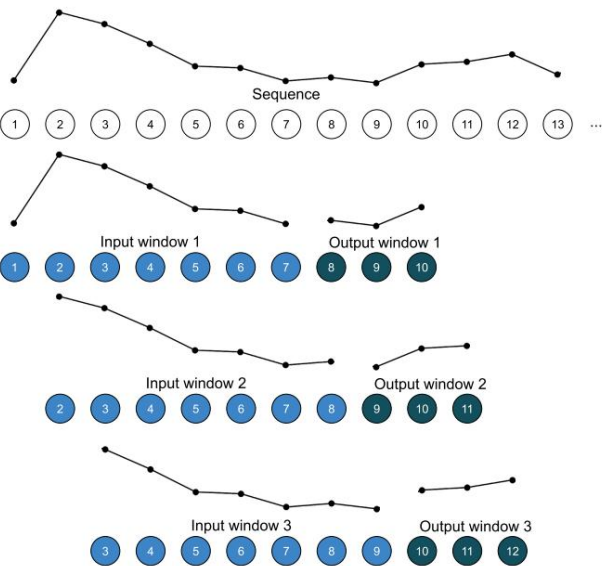 Sequence
1 2 3 4 5 6 7 8 9 10 11 12 13 ...
Input window 1 Output window 1
1 2 3 4 5 6 7 8 9 10
Input window 2 Output window 2
2 3 4 5 6 7 8 9 10 11
Input window 3 Output window 3
3 4 5 6 7 8 9 10 11 12